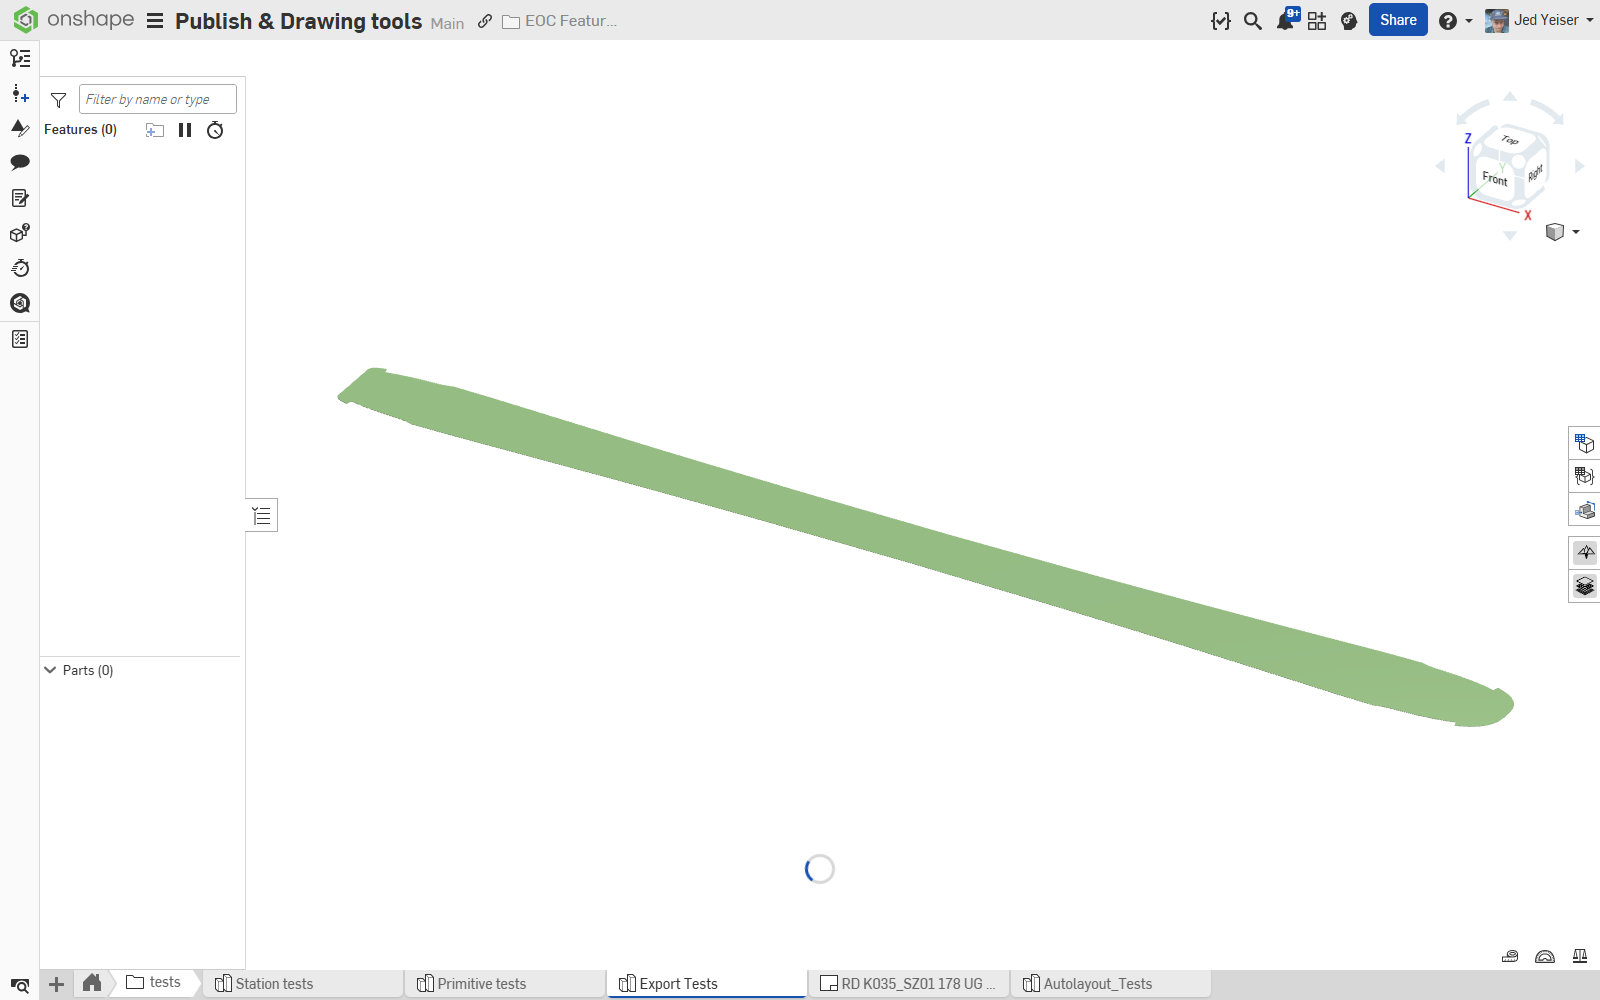 onshape
Publish & Drawing tools
Main
EOC Featur...
9+
Share
Jed Yeiser
Filter by name or type
Features (0)
Z
Top
Y
Front
Right
X
Parts (0)
tests
Station tests
Primitive tests
Export Tests
RD K035_SZ01 178 UG ...
Autolayout_Tests